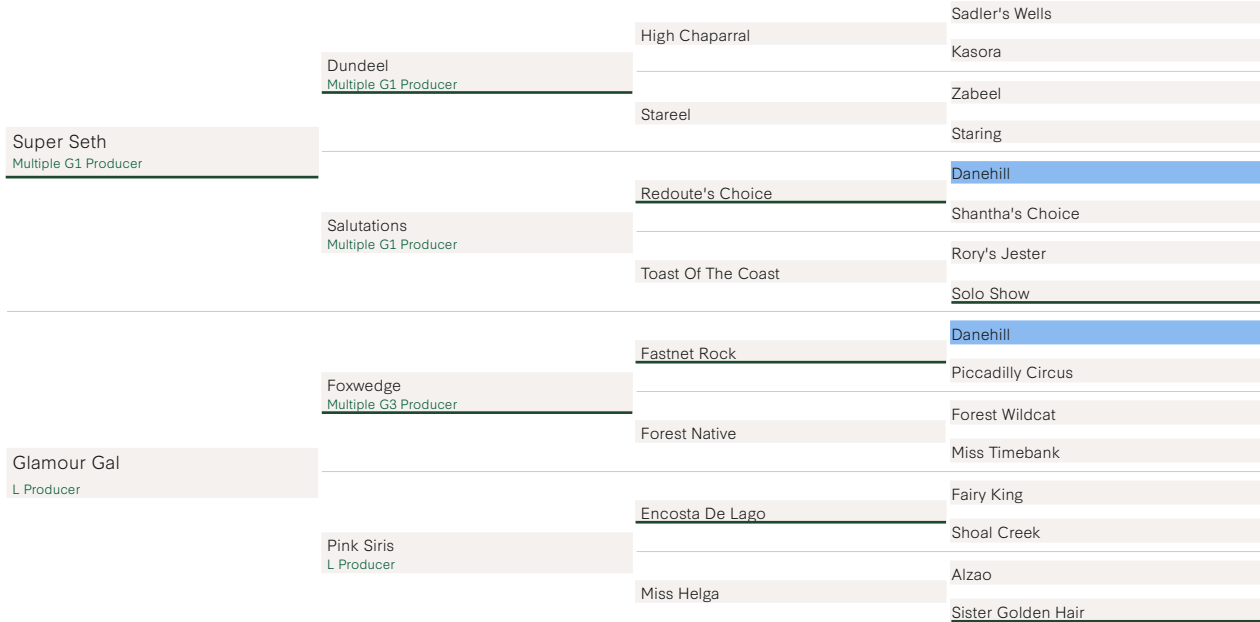 Super Seth
Multiple G1 Producer
Dundeel
Multiple G1 Producer
High Chaparral
Sadler's Wells
Kasora
Stareel
Zabeel
Staring
Salutations
Multiple G1 Producer
Redoute's Choice
Danehill
Shantha's Choice
Toast Of The Coast
Rory's Jester
Solo Show
Glamour Gal
L Producer
Foxwedge
Multiple G3 Producer
Fastnet Rock
Danehill
Piccadilly Circus
Forest Native
Forest Wildcat
Miss Timebank
Pink Siris
L Producer
Encosta De Lago
Fairy King
Shoal Creek
Miss Helga
Alzao
Sister Golden Hair